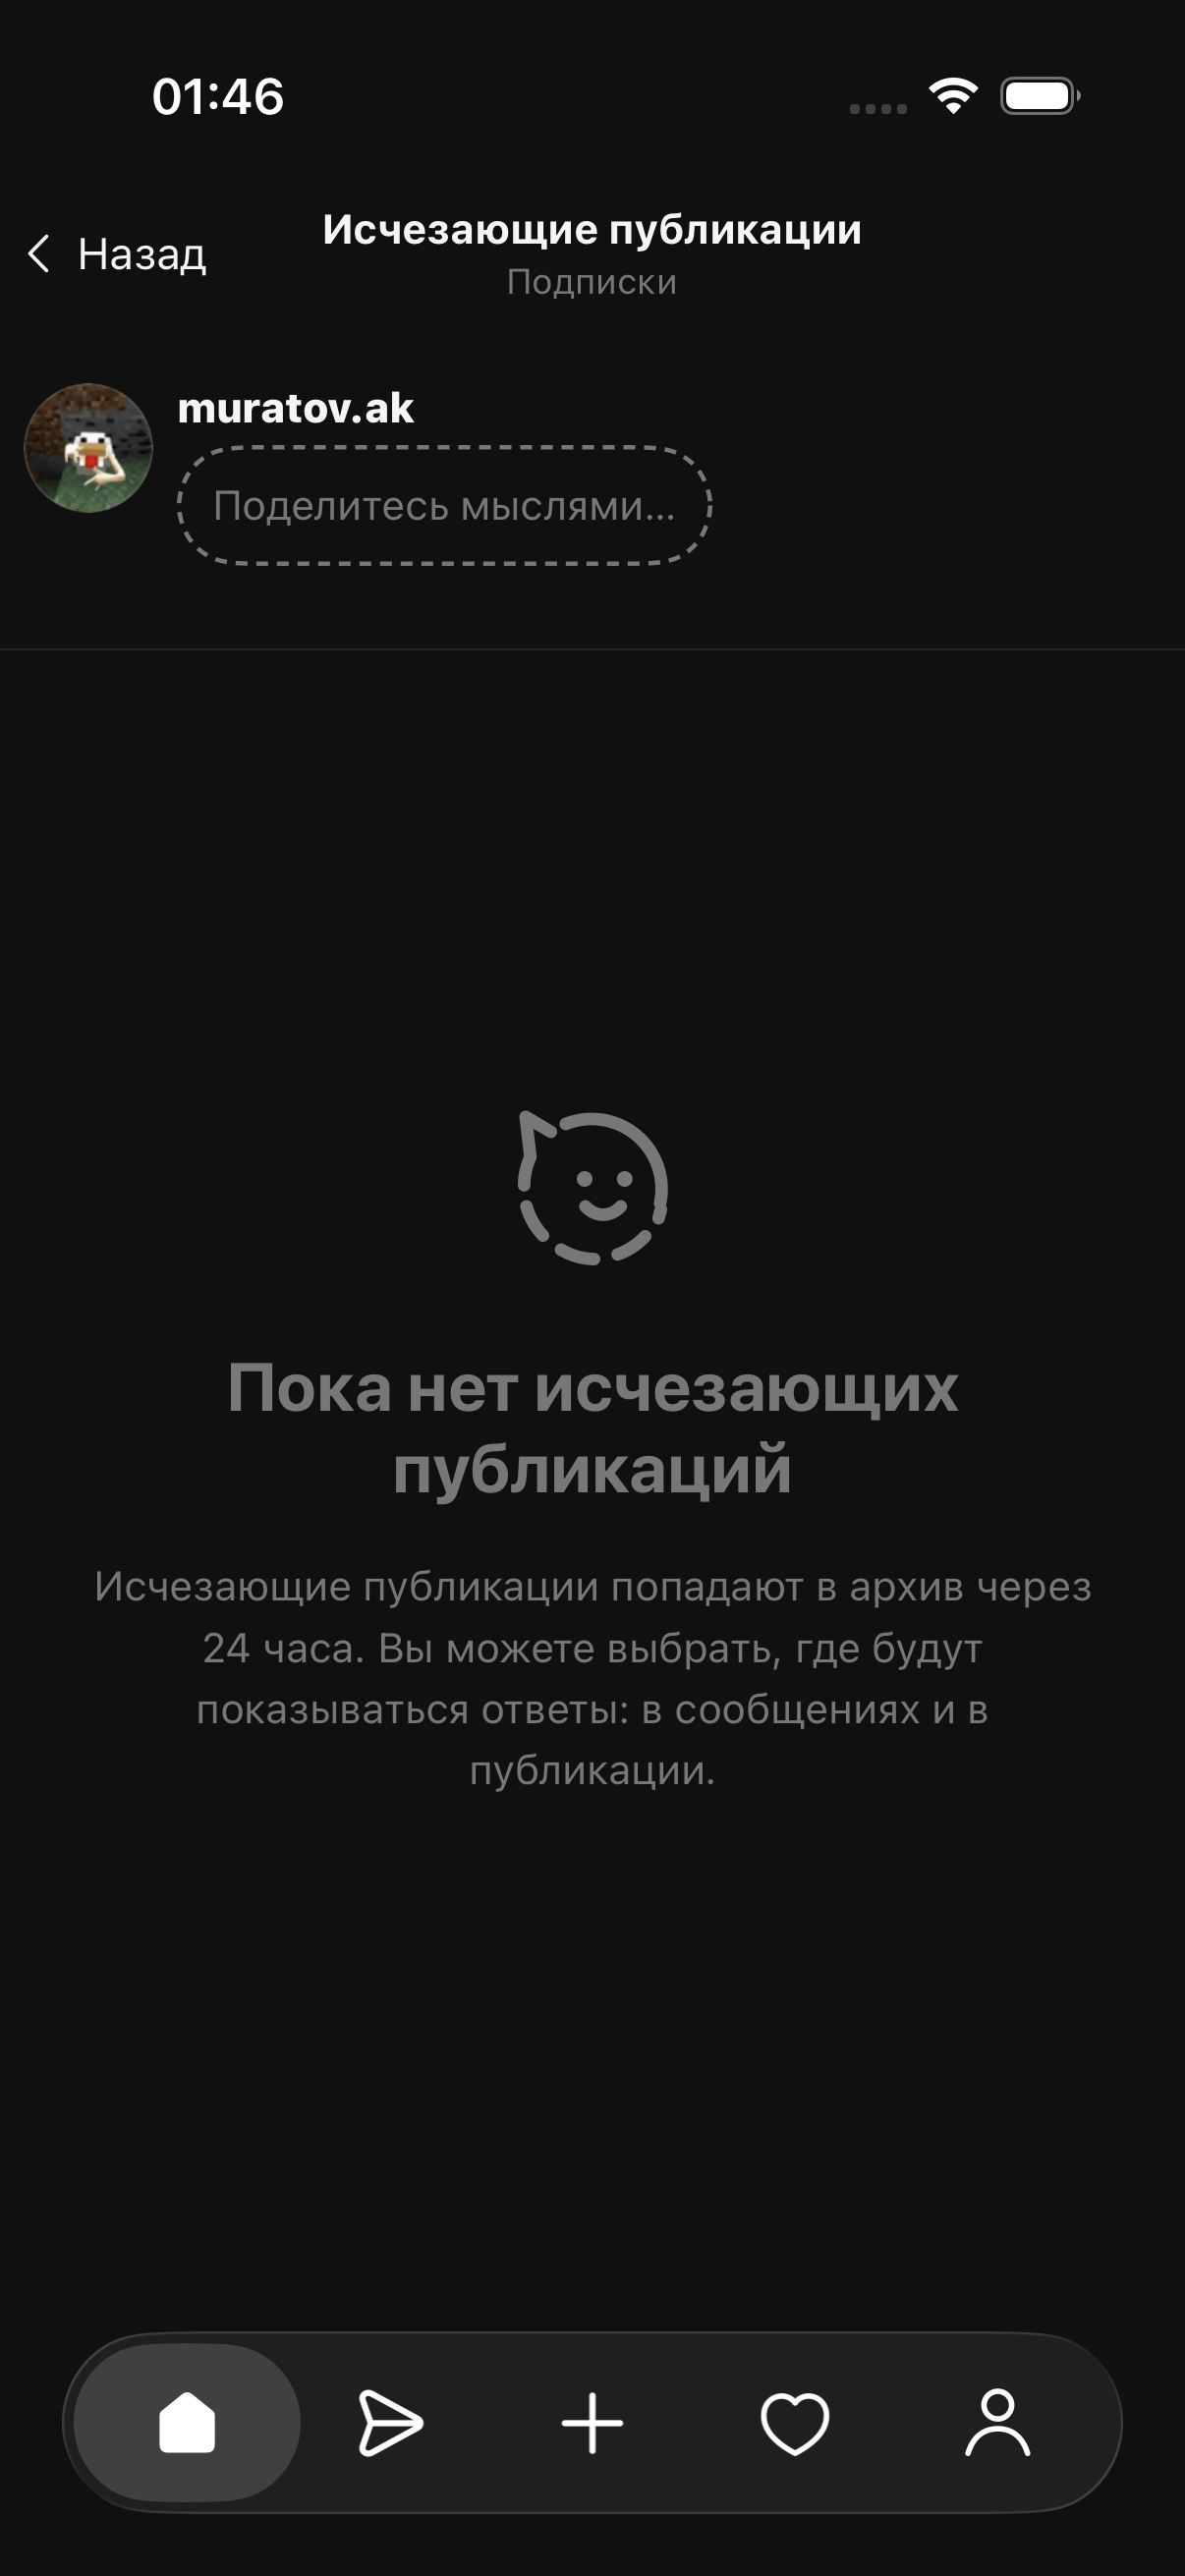 01:46
Назад
Исчезающие публикации
Подписки
muratov.ak
Поделитесь мыслями...
Пока нет исчезающих
публикаций
Исчезающие публикации попадают в архив через
24 часа. Вы можете выбрать, где будут
показываться ответы: в сообщениях и в
публикации.